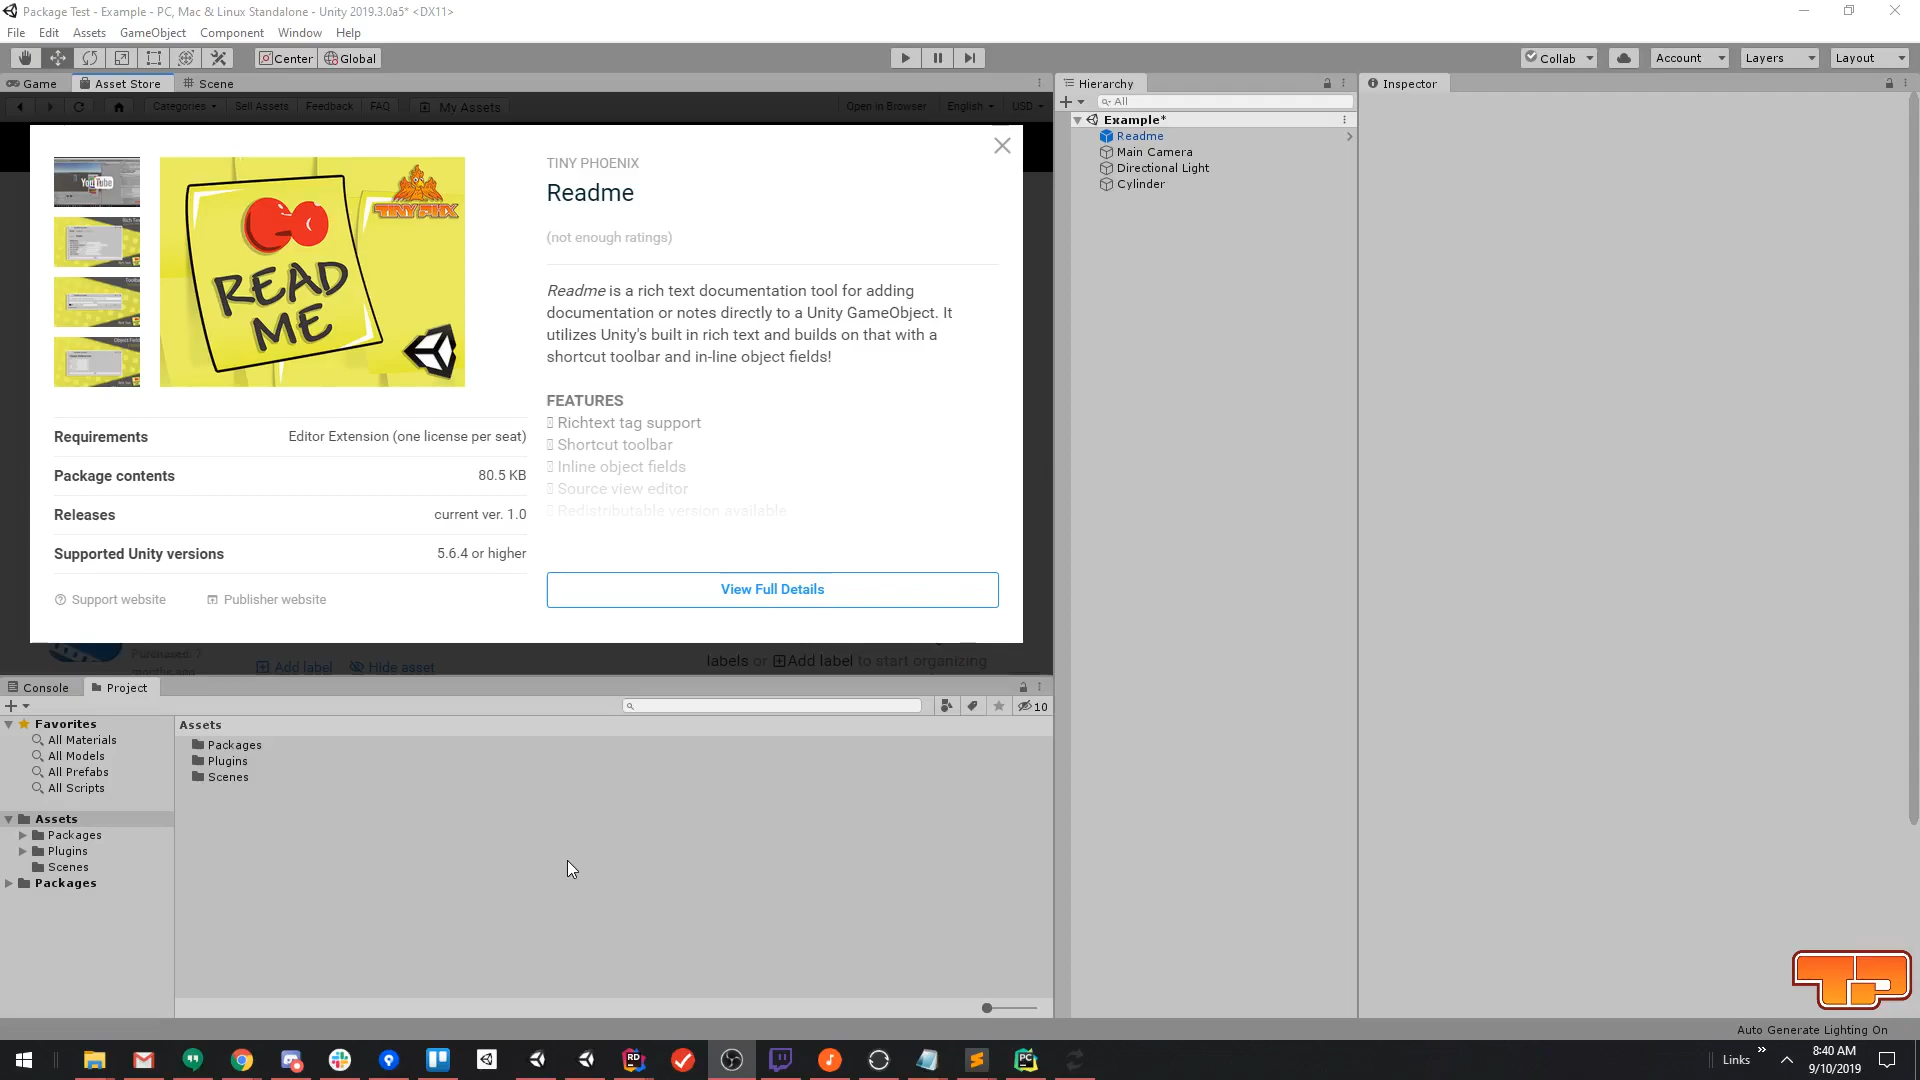 Package Test - Example - PC, Mac & Linux Standalone - Unity 2019.3.0a5* <DX11>
File Edit Assets GameObject Component Window Help
Center Global Collab Account Layers Layout
Game Asset Store Scene Hierarchy Inspector
Categories Sell Assets Feedback FAQ My Assets Open in Browser English USD
All
Example*
Readme
Main Camera
Directional Light
Cylinder
YouTube
READ
ME
TINY PHX
TINY PHOENIX
Readme
(not enough ratings)
Readme is a rich text documentation tool for adding
documentation or notes directly to a Unity GameObject. It
utilizes Unity's built in rich text and builds on that with a
shortcut toolbar and in-line object fields!
FEATURES
Richtext tag support
Shortcut toolbar
Inline object fields
Source view editor
Redistributable version available
View Full Details
Requirements Editor Extension (one license per seat)
Package contents 80.5 KB
Releases current ver. 1.0
Supported Unity versions 5.6.4 or higher
Support website Publisher website
Add label Hide asset
labels or Add label to start organizing
Console Project
10
Favorites
All Materials
All Models
All Prefabs
All Scripts
Assets
Packages
Plugins
Scenes
Packages
Assets
Packages
Plugins
Scenes
TP
Auto Generate Lighting On
Links
8:40 AM
9/10/2019